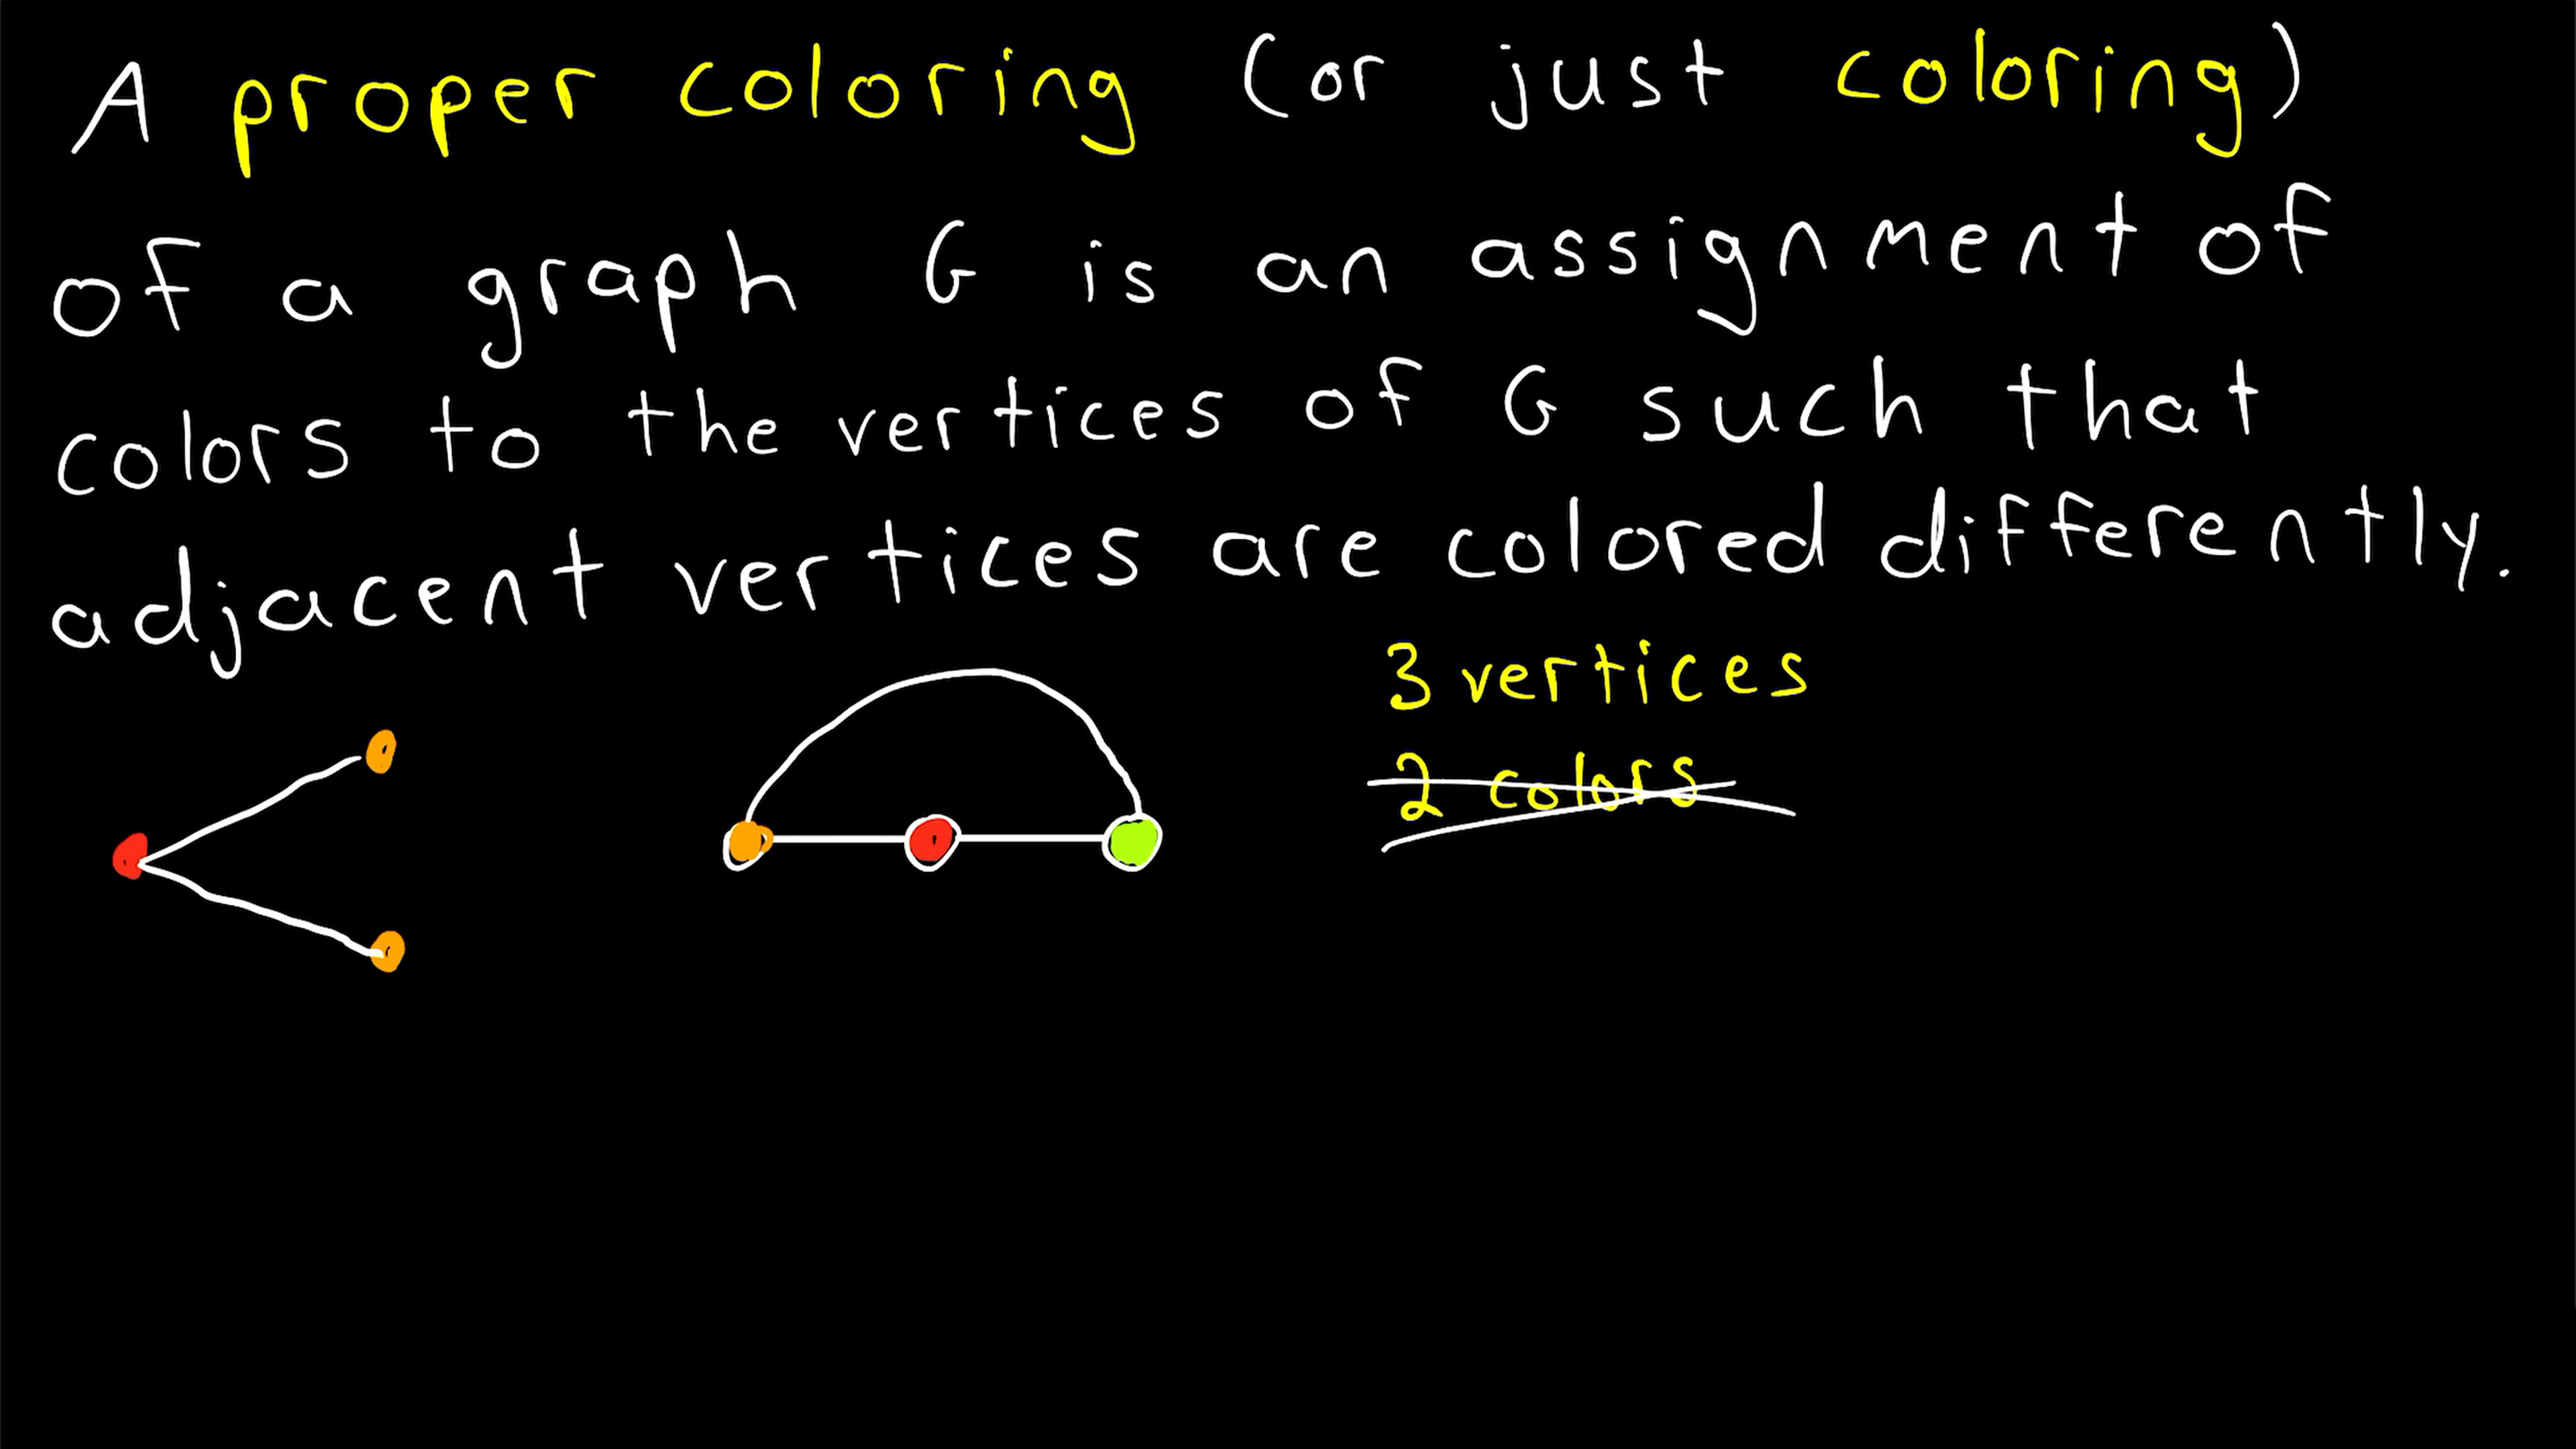 A proper coloring (or just coloring)
of a graph G is an assignment of
colors to the vertices of G such that
adjacent vertices are colored differently.
3 vertices
2 colors